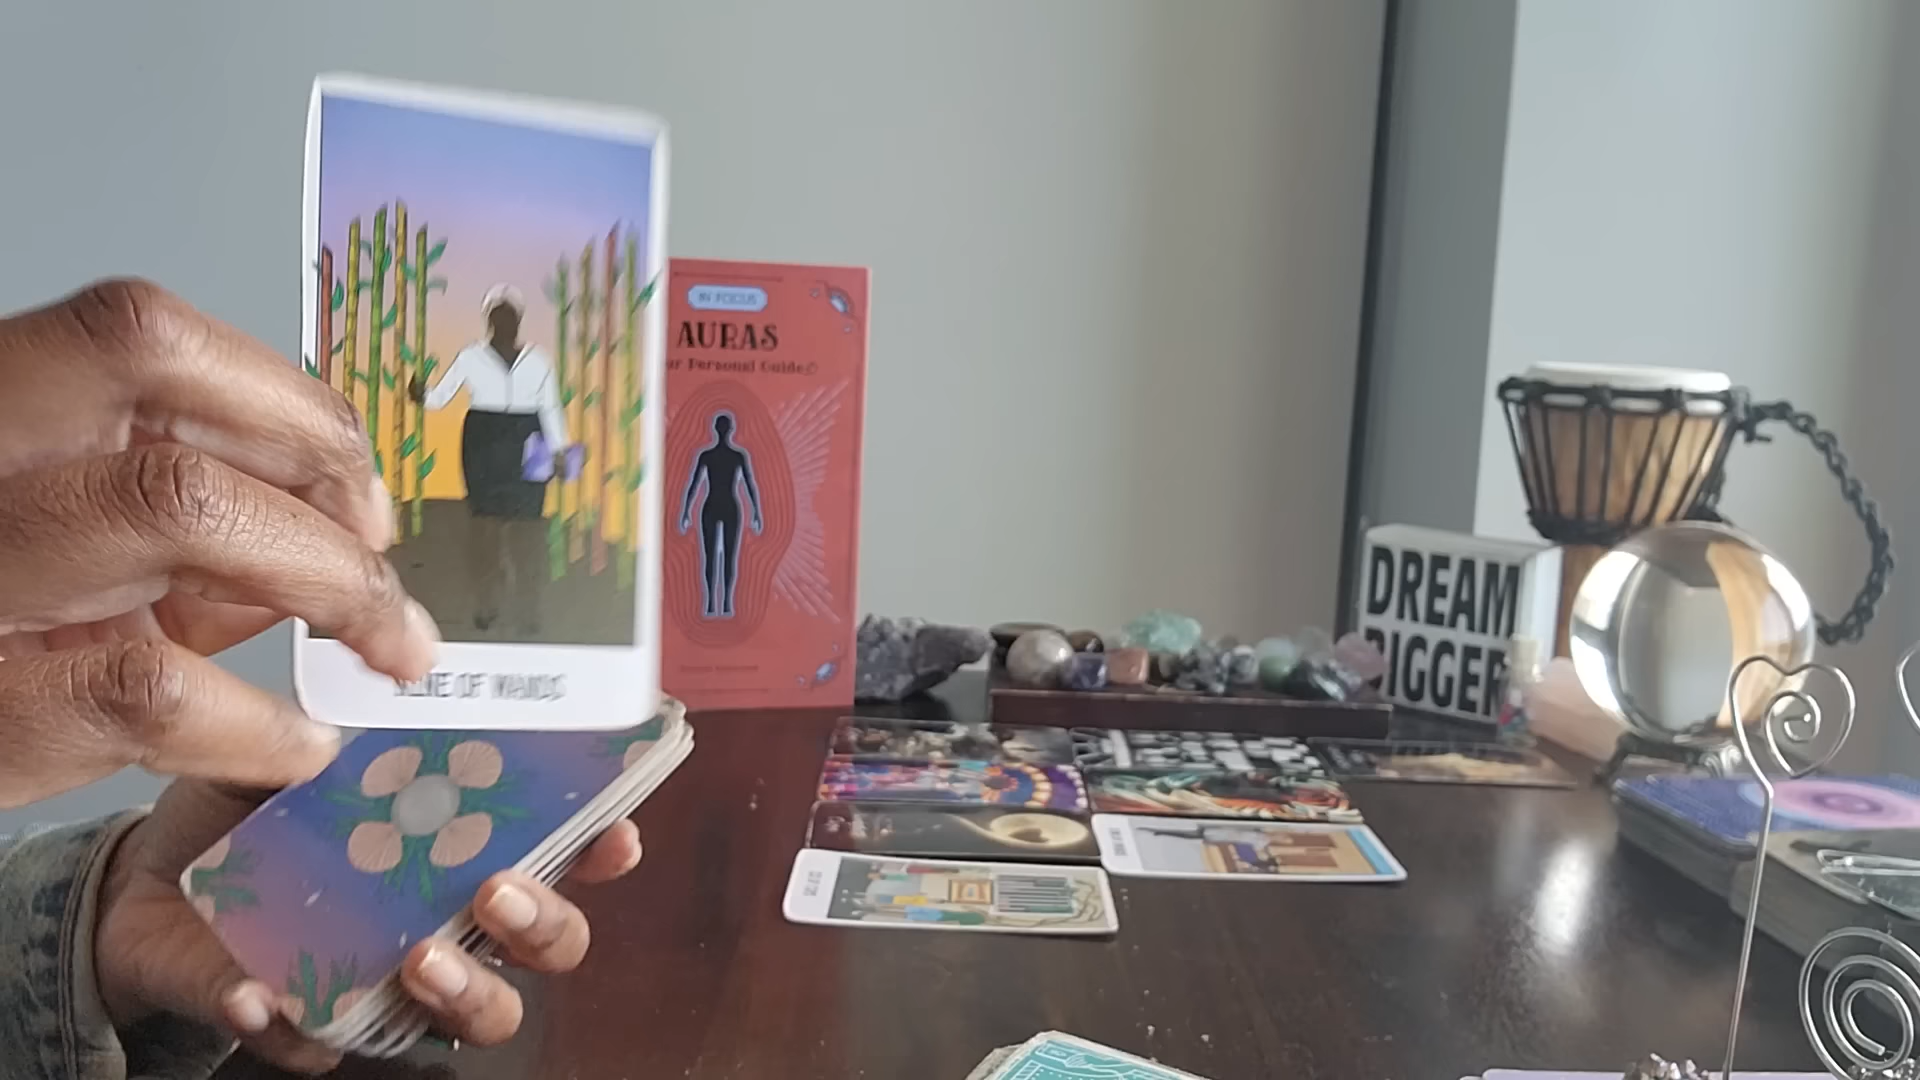 NINE OF WANDS
IN FOCUS
AURAS
ur Personal Guide
DREAM
BIGGER